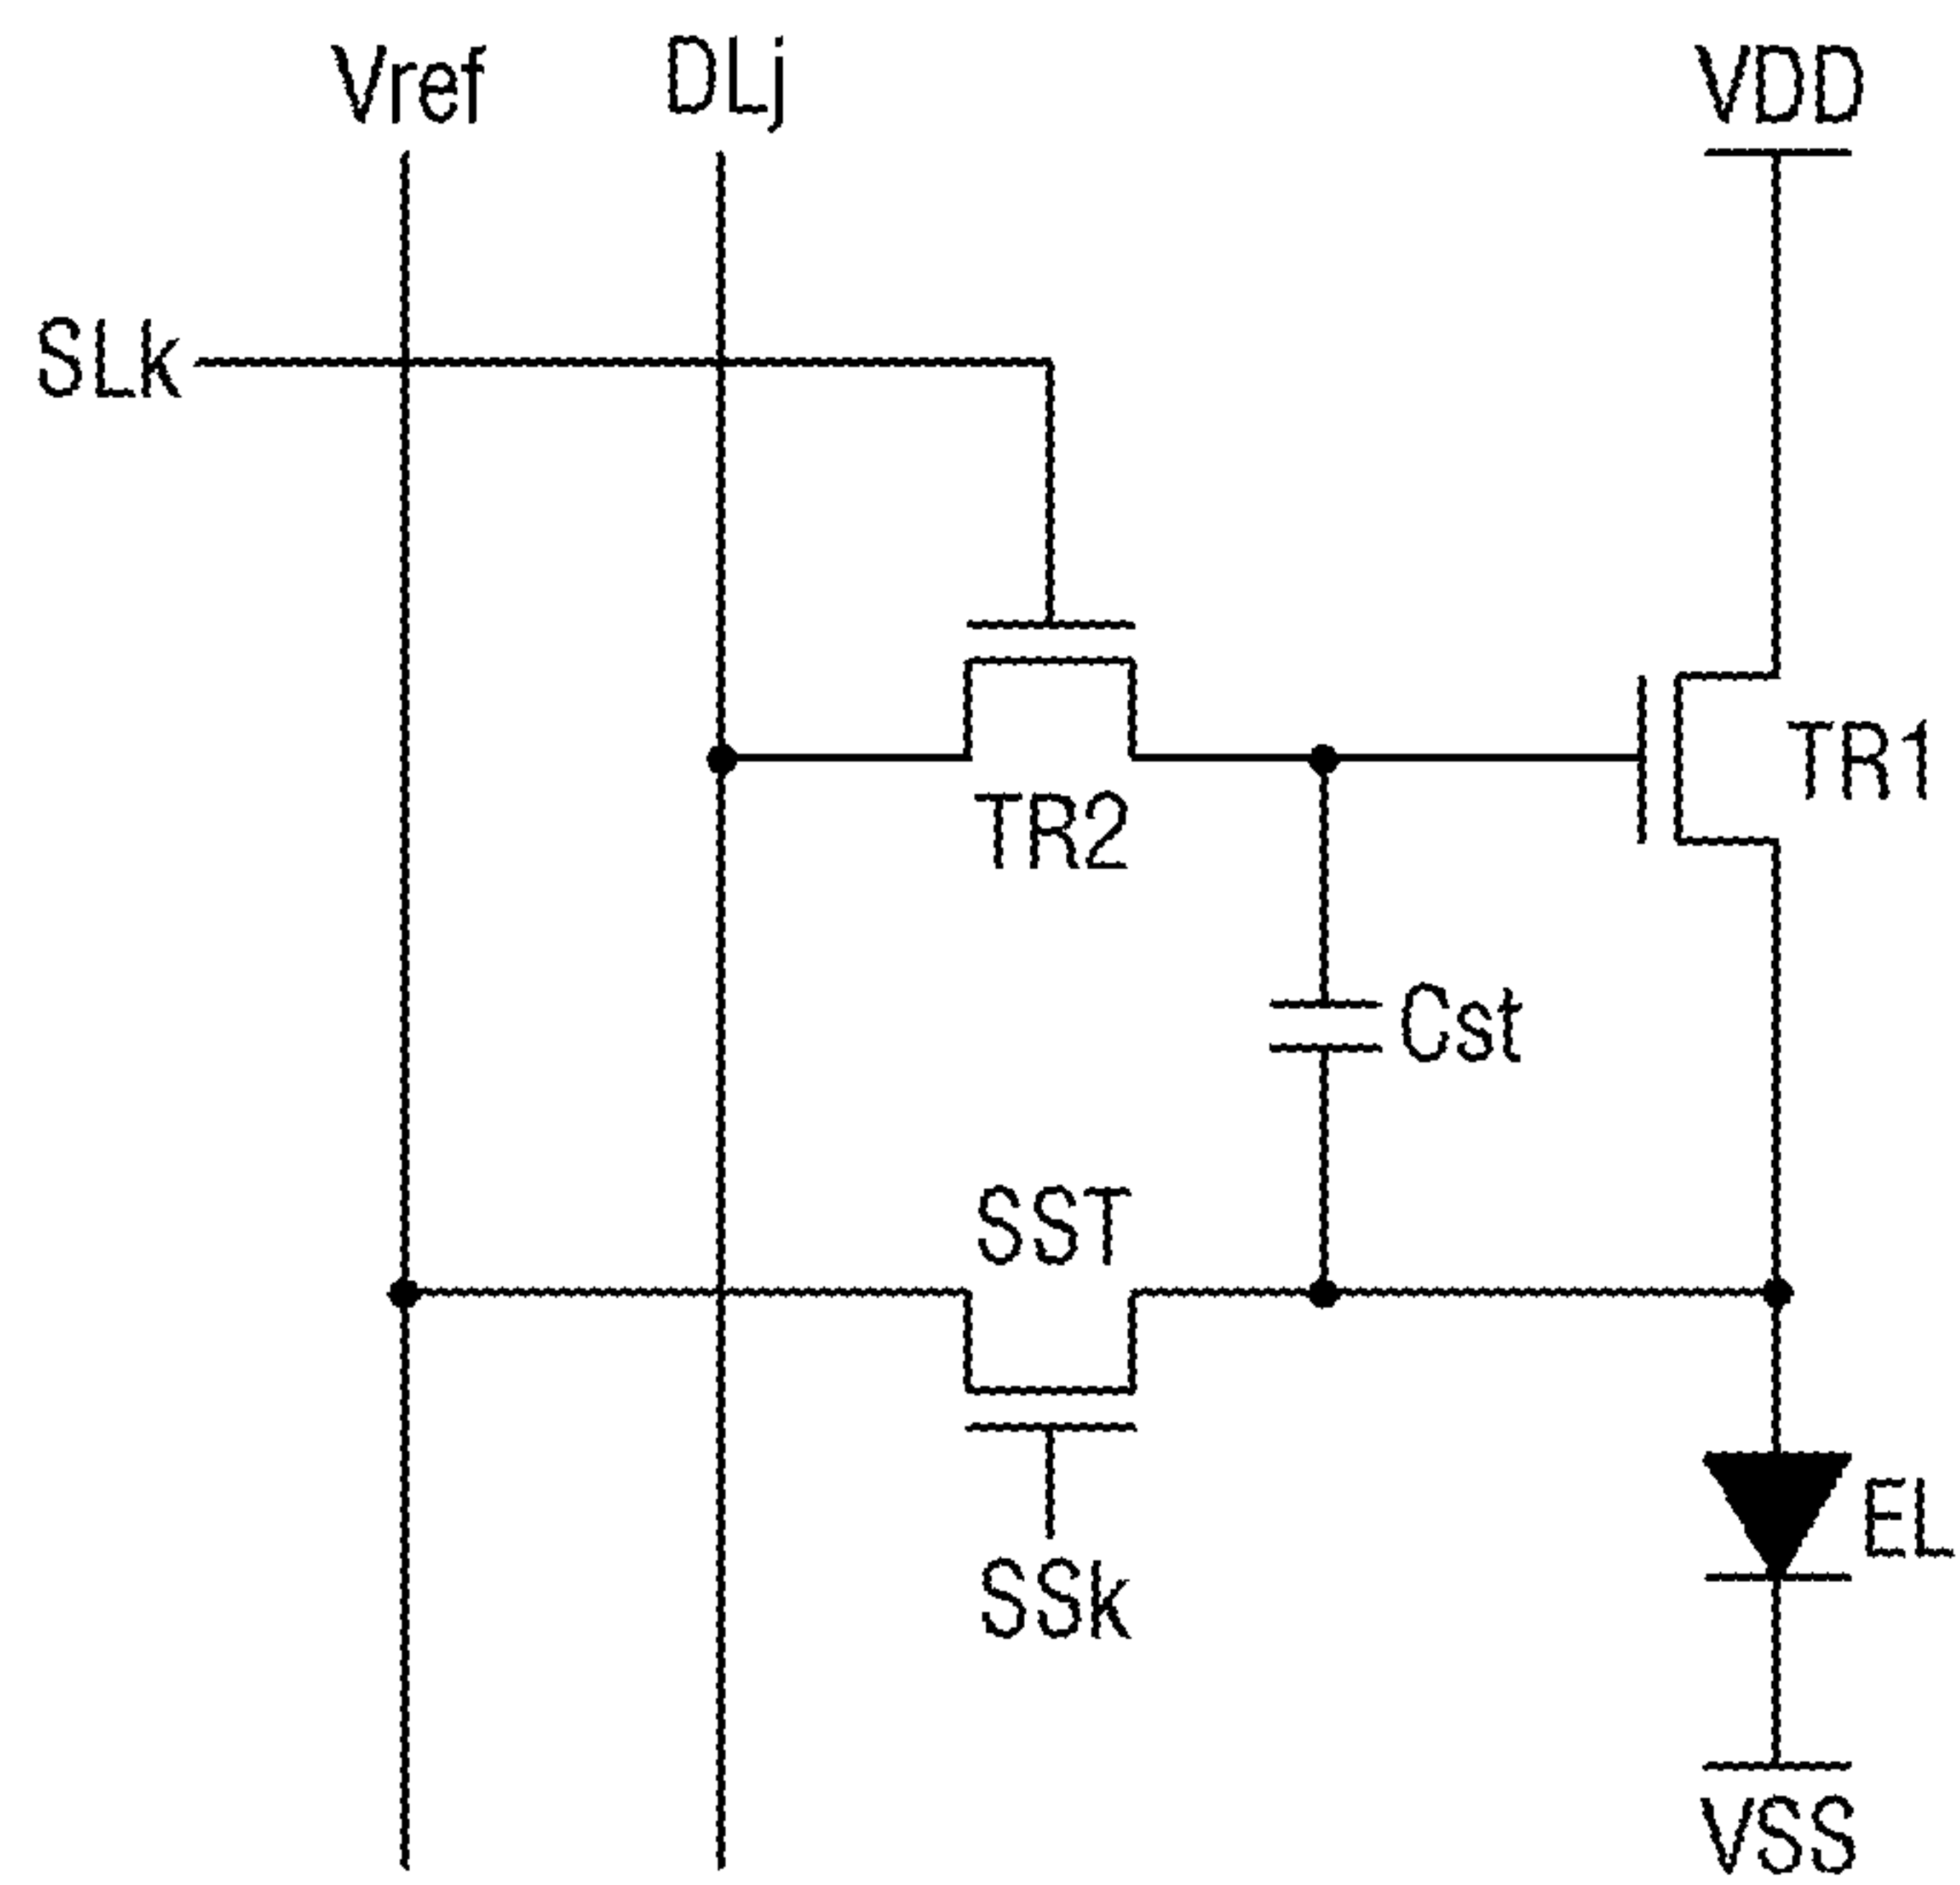 Vref
DLj
VDD
SLk
TR1
TR2
Cst
SST
EL
SSk
VSS